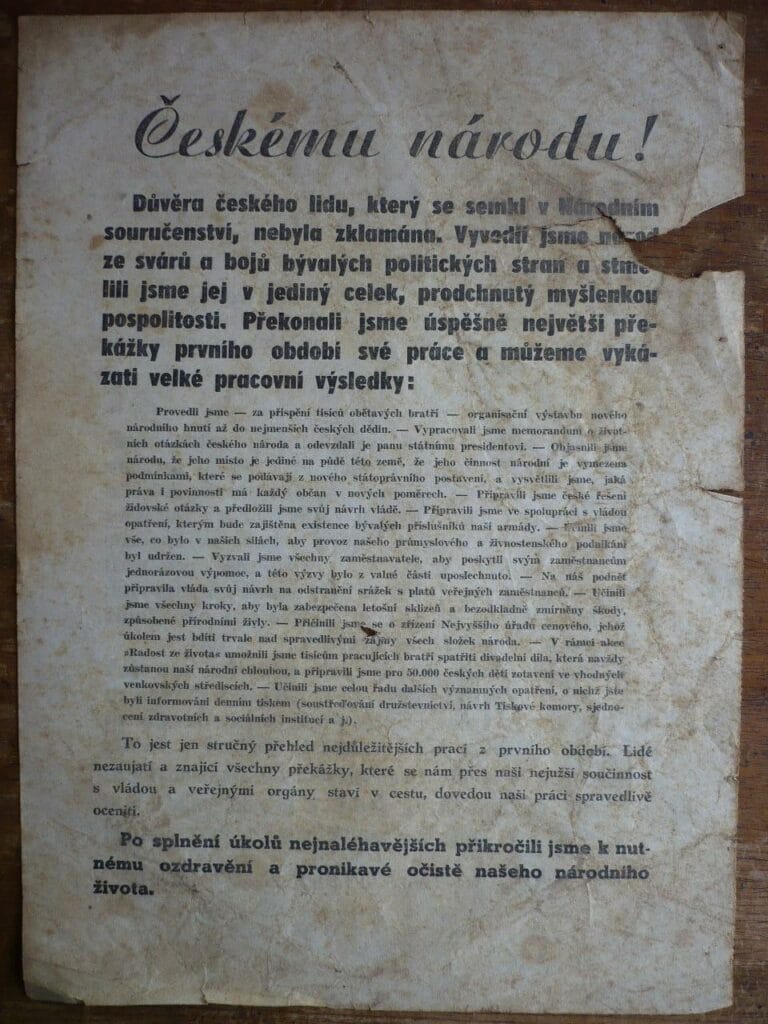 Českému národu!
Důvěra českého lidu, který se semkl v Národním
souručenství, nebyla zklamána. Vyvedli jsme národ
ze svárů a bojů bývalých politických stran a stme-
lili jsme jej v jediný celek, prodchnutý myšlenkou
pospolitosti. Překonali jsme úspěšně největší pře-
kážky prvního období své práce a můžeme vyká-
zati velké pracovní výsledky:
Provedli jsme — za přispění tisíců obětavých bratří — organisační výstavbu nového
národního hnutí až do nejmenších českých dědin. — Vypracovali jsme memorandum o život-
ních otázkách českého národa a odevzdali je panu státnímu presidentovi. — Objasnili jsme
národu, že jeho místo je jediné na půdě této země, že jeho činnost národní je vymezena
podmínkami, které se podávají z nového státoprávního postavení, a vysvětlili jsme, jaká
práva i povinnosti má každý občan v nových poměrech. — Připravili jsme české řešení
židovské otázky a předložili jsme svůj návrh vládě. — Připravili jsme ve spolupráci s vládou
opatření, kterým bude zajištěna existence bývalých příslušníků naší armády. — Učinili jsme
vše, co bylo v našich silách, aby provoz našeho průmyslového a živnostenského podnikání
byl udržen. — Vyzvali jsme všechny zaměstnavatele, aby poskytli svým zaměstnancům
jednorázovou výpomoc, a této výzvy bylo z valné části uposlechnuto. — Na náš podnět
připravila vláda svůj návrh na odstranění srážek s platů veřejných zaměstnanců. — Učinili
jsme všechny kroky, aby byla zabezpečena letošní sklizeň a bezodkladně zmírněny škody,
způsobené přírodními živly. — Přičinili jsme se o zřízení Nejvyššího úřadu cenového, jehož
úkolem jest bdíti trvale nad spravedlivými zájmy všech složek národa. — V rámci akce
»Radost ze života« umožnili jsme tisícům pracujících bratří spatřiti divadelní díla, která navždy
zůstanou naší národní chloubou, a připravili jsme pro 50.000 českých dětí zotavení ve vhodných
venkovských střediscích. — Učinili jsme celou řadu dalších významných opatření, o nichž jste
byli informováni denním tiskem (soustřeďování družstevnictví, návrh Tiskové komory, sjedno-
cení zdravotních a sociálních institucí a j.).
To jest jen stručný přehled nejdůležitějších prací z prvního období. Lidé
nezaujatí a znající všechny překážky, které se nám přes naši nejužší součinnost
s vládou a veřejnými orgány staví v cestu, dovedou naši práci spravedlivě
oceniti.
Po splnění úkolů nejnaléhavějších přikročili jsme k nut-
nému ozdravění a pronikavé očistě našeho národního
života.